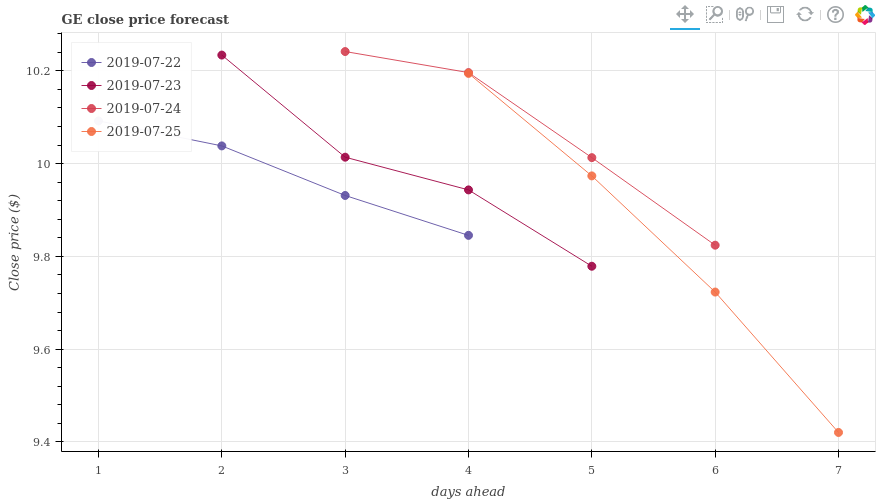 GE close price forecast
2019-07-22
2019-07-23
2019-07-24
2019-07-25
Close price ($)
10.2
10
9.8
9.6
9.4
1 2 3 4 5 6 7
days ahead